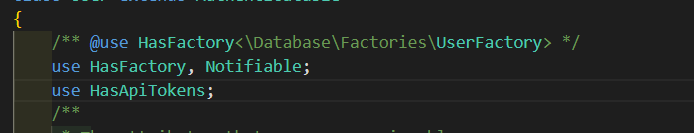 {
/** @use HasFactory<\Database\Factories\UserFactory> */
use HasFactory, Notifiable;
use HasApiTokens;
/**